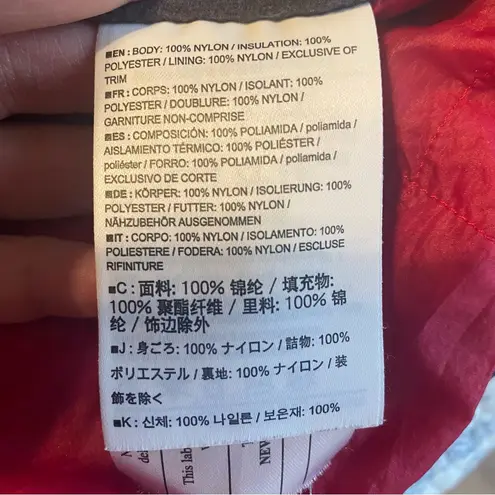 ■EN : BODY: 100% NYLON / INSULATION: 100%
POLYESTER / LINING: 100% NYLON / EXCLUSIVE OF
TRIM
■FR : CORPS: 100% NYLON / ISOLANT: 100%
POLYESTER / DOUBLURE: 100% NYLON /
GARNITURE NON-COMPRISE
■ES : COMPOSICIÓN: 100% POLIAMIDA / poliamida /
AISLAMIENTO TÉRMICO: 100% POLIÉSTER /
poliéster / FORRO: 100% POLIAMIDA / poliamida /
EXCLUSIVO DE CORTE
■DE : KÖRPER: 100% NYLON / ISOLIERUNG: 100%
POLYESTER / FUTTER: 100% NYLON /
NÄHZUBEHÖR AUSGENOMMEN
■IT : CORPO: 100% NYLON / ISOLAMENTO: 100%
POLIESTERE / FODERA: 100% NYLON / ESCLUSE
RIFINITURE
■C : 面料: 100% 锦纶 / 填充物:
100% 聚酯纤维 / 里料: 100% 锦
纶 / 饰边除外
■J : 身ごろ: 100% ナイロン / 詰物: 100%
ポリエステル / 裏地: 100% ナイロン / 装
飾を除く
■K : 신체: 100% 나일론 / 보온재: 100%
This lab
NEV